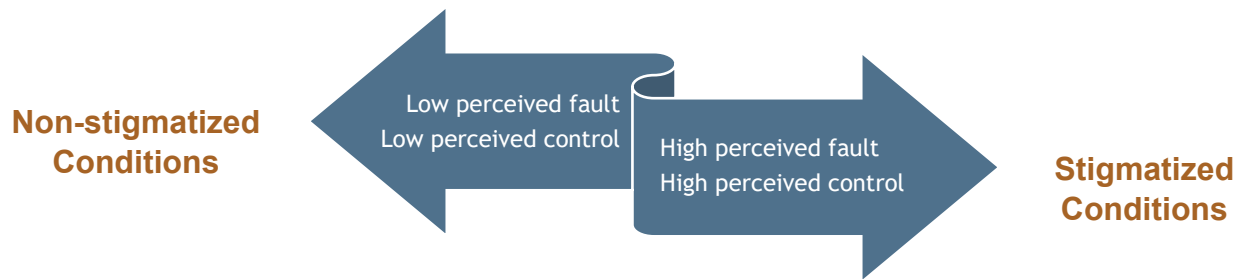 Non-stigmatized
Conditions
Low perceived fault
Low perceived control
High perceived fault
High perceived control
Stigmatized
Conditions